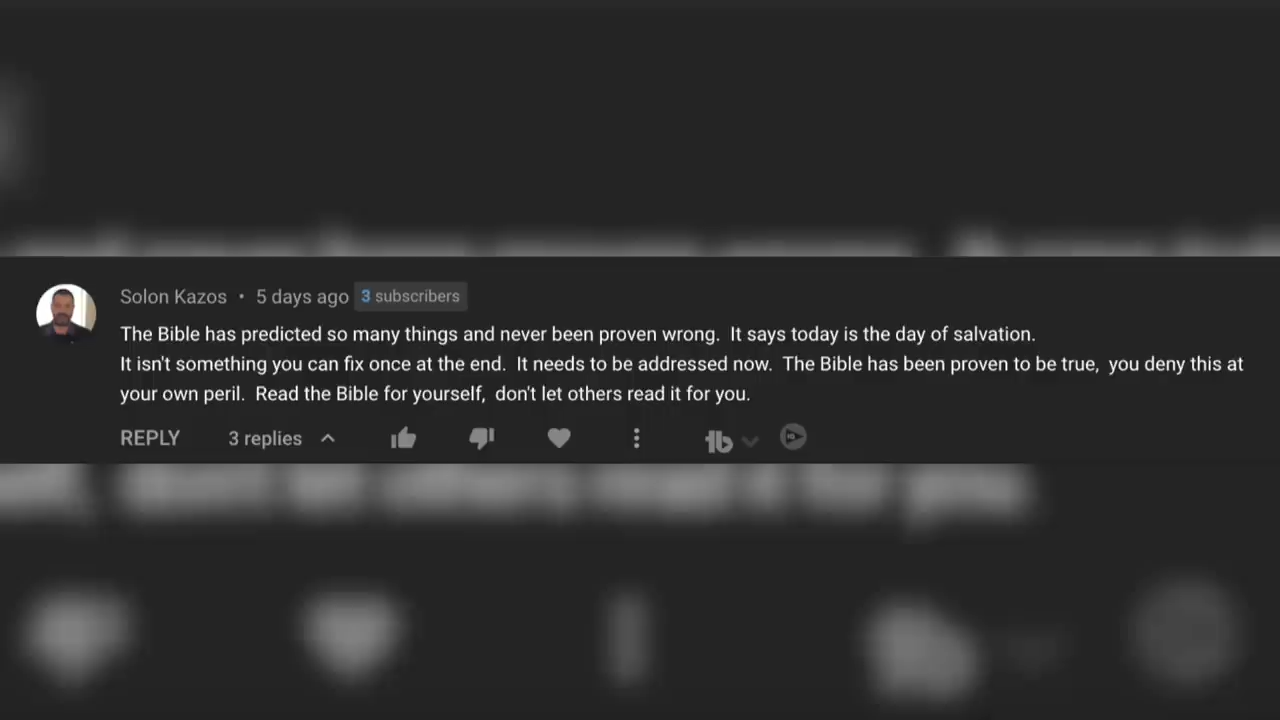 Solon Kazos • 5 days ago 3 subscribers
The Bible has predicted so many things and never been proven wrong.  It says today is the day of salvation.
It isn't something you can fix once at the end.  It needs to be addressed now.  The Bible has been proven to be true,  you deny this at
your own peril.  Read the Bible for yourself,  don't let others read it for you.
REPLY 3 replies